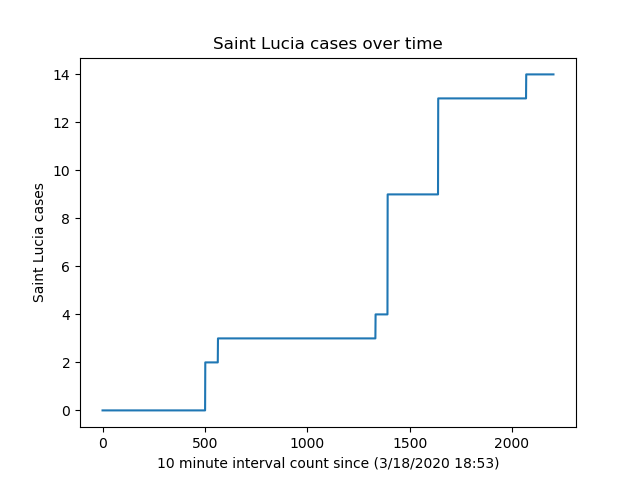 Saint Lucia cases over time
14
12
10
8
6
4
2
0
Saint Lucia cases
0 500 1000 1500 2000
10 minute interval count since (3/18/2020 18:53)